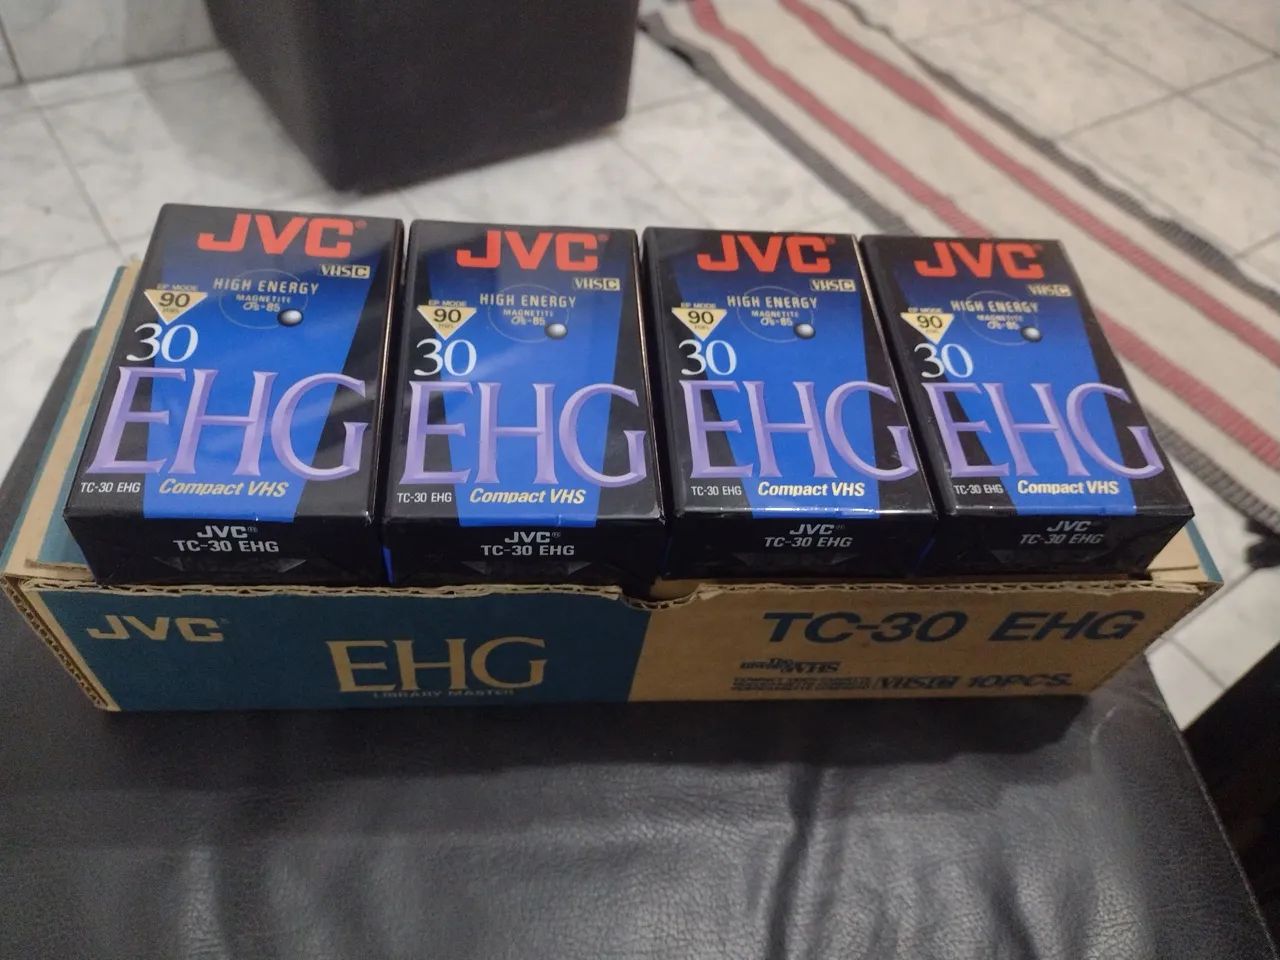 JVC
VHS C
HIGH ENERGY
MAGNETITE
EP MODE
90
30
EHG
TC-30 EHG
Compact VHS
JVC
TC-30 EHG
JVC
VHS C
HIGH ENERGY
MAGNETITE
EP MODE
90
30
EHG
TC-30 EHG
Compact VHS
JVC
TC-30 EHG
JVC
VHS C
HIGH ENERGY
MAGNETITE
EP MODE
90
30
EHG
TC-30 EHG
Compact VHS
JVC
TC-30 EHG
JVC
VHS C
HIGH ENERGY
MAGNETITE
EP MODE
90
30
EHG
TC-30 EHG
Compact VHS
JVC
TC-30 EHG
JVC
EHG
LIBRARY MASTER
TC-30 EHG
VHS
VHS C 10PCS.